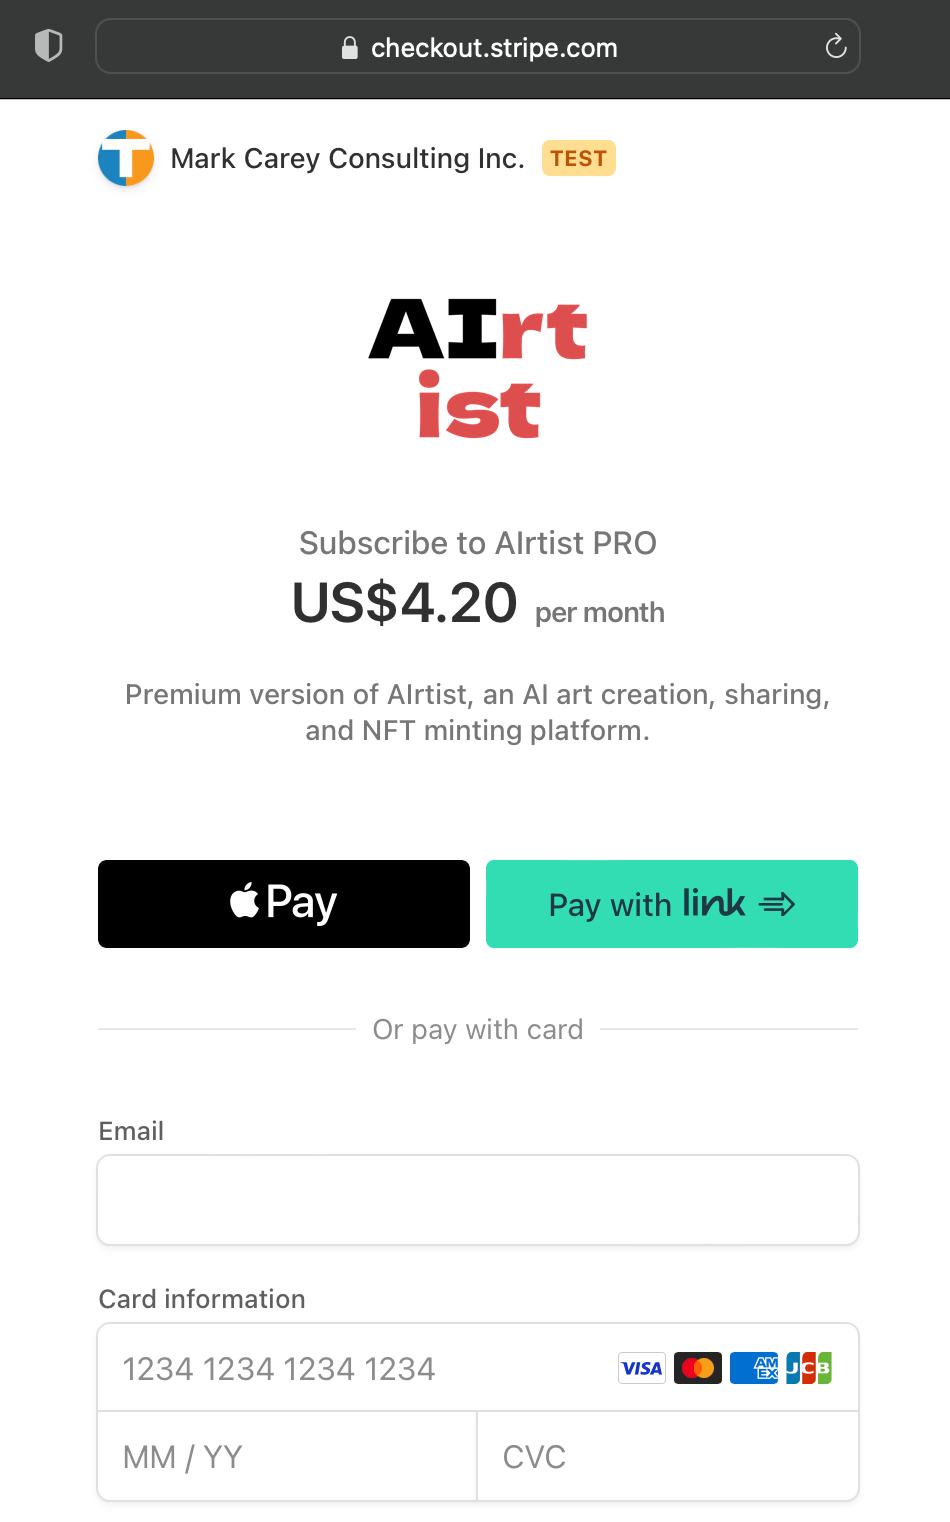 checkout.stripe.com
Mark Carey Consulting Inc. TEST
AIrt
ist
Subscribe to AIrtist PRO
US$4.20 per month
Premium version of AIrtist, an AI art creation, sharing,
and NFT minting platform.
Pay
Pay with link
Or pay with card
Email
Card information
1234 1234 1234 1234 VISA AMEX JCB
MM / YY CVC